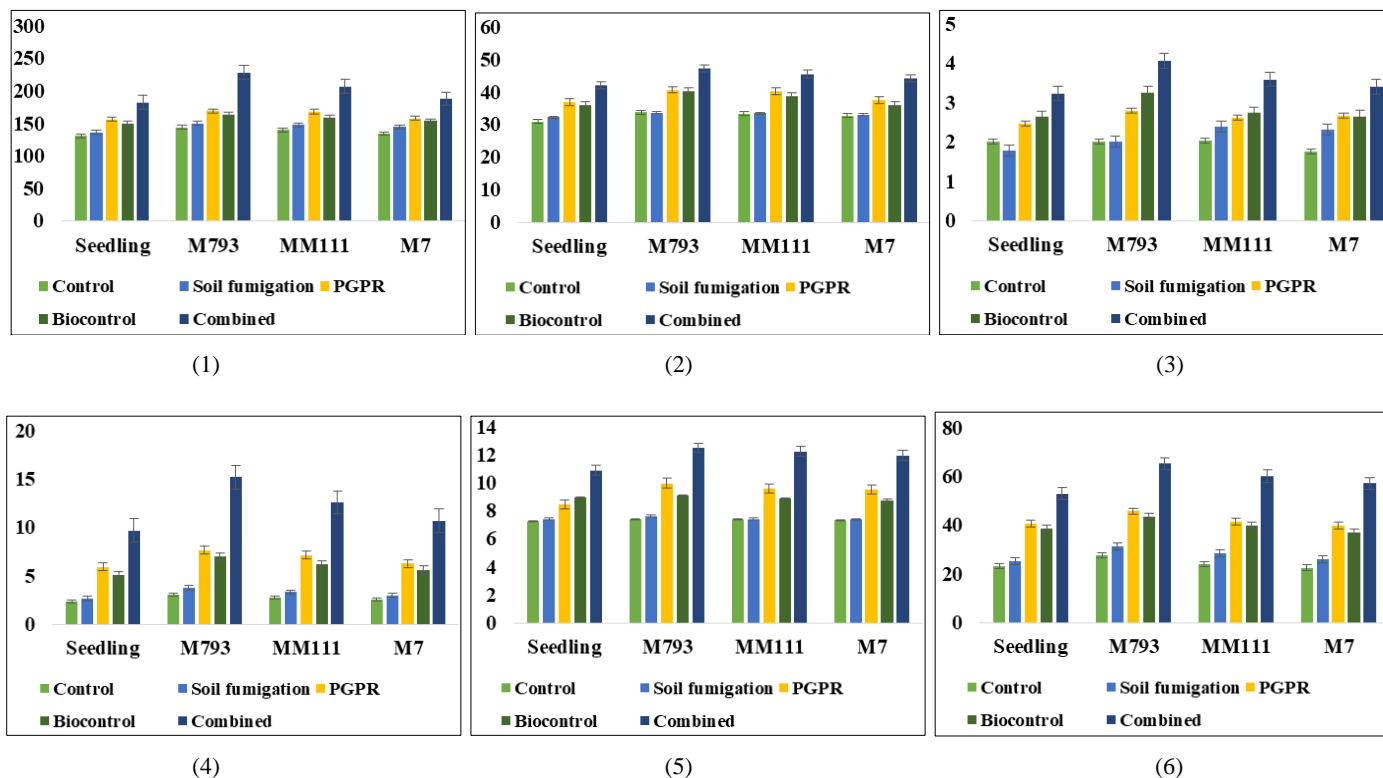 300
250
200
150
100
50
0
Seedling M793 MM111 M7
Control Soil fumigation PGPR
Biocontrol Combined
(1)
60
50
40
30
20
10
0
Seedling M793 MM111 M7
Control Soil fumigation PGPR
Biocontrol Combined
(2)
5
4
3
2
1
0
Seedling M793 MM111 M7
Control Soil fumigation PGPR
Biocontrol Combined
(3)
20
15
10
5
0
Seedling M793 MM111 M7
Control Soil fumigation PGPR
Biocontrol Combined
(4)
14
12
10
8
6
4
2
0
Seedling M793 MM111 M7
Control Soil fumigation PGPR
Biocontrol Combined
(5)
80
60
40
20
0
Seedling M793 MM111 M7
Control Soil fumigation PGPR
Biocontrol Combined
(6)